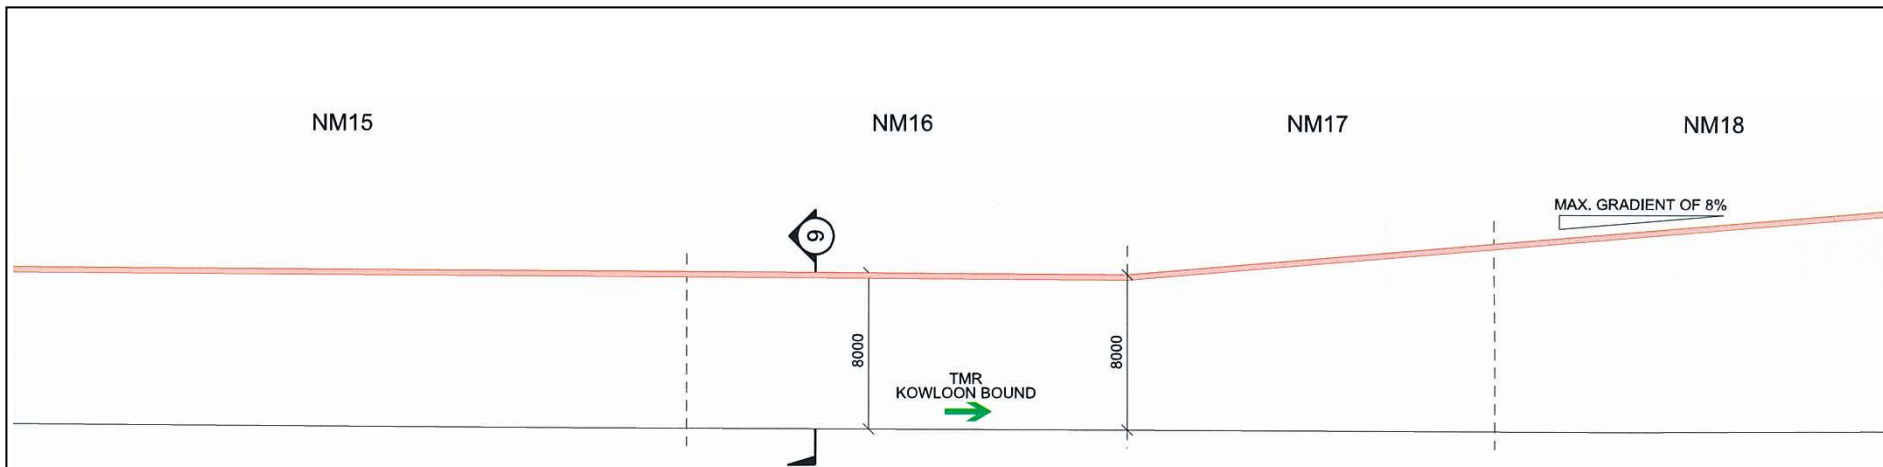 NM15
NM16
NM17
NM18
MAX. GRADIENT OF 8%
9
8000
8000
TMR
KOWLOON BOUND